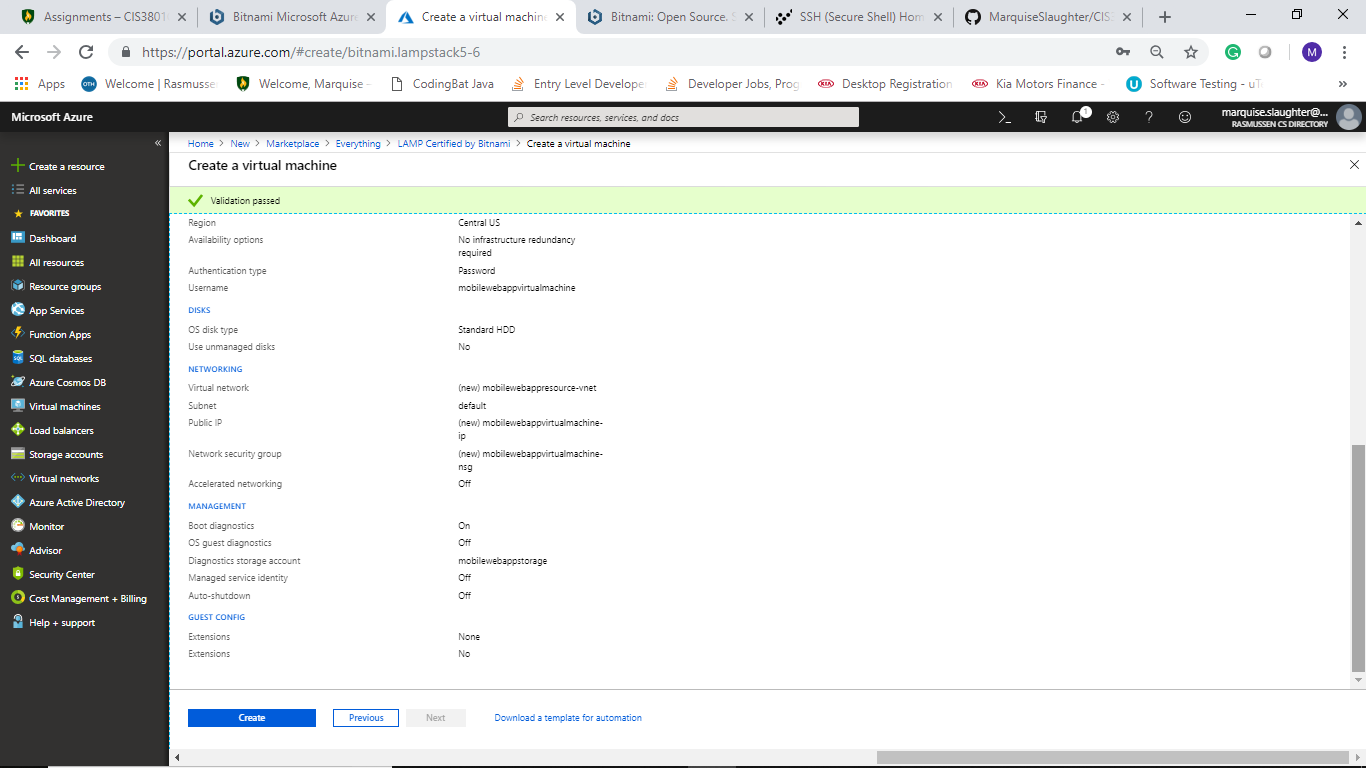 Assignments – CIS3801
Bitnami Microsoft Azure
Create a virtual machine
Bitnami: Open Source. S
SSH (Secure Shell) Hom
MarquiseSlaughter/CIS
https://portal.azure.com/#create/bitnami.lampstack5-6
M
Apps
OTH
Welcome | Rasmusse
Welcome, Marquise -
CodingBat Java
Entry Level Develope
Developer Jobs, Prog
KIA
Desktop Registration
KIA
Kia Motors Finance -
U
Software Testing - uT
Microsoft Azure
Search resources, services, and docs
1
marquise.slaughter@...
RASMUSSEN CS DIRECTORY
Create a resource
All services
FAVORITES
Dashboard
All resources
Resource groups
App Services
Function Apps
SQL databases
Azure Cosmos DB
Virtual machines
Load balancers
Storage accounts
Virtual networks
Azure Active Directory
Monitor
Advisor
Security Center
Cost Management + Billing
Help + support
Home > New > Marketplace > Everything > LAMP Certified by Bitnami > Create a virtual machine
Create a virtual machine
Validation passed
Region Central US
Availability options No infrastructure redundancy
required
Authentication type Password
Username mobilewebappvirtualmachine
DISKS
OS disk type Standard HDD
Use unmanaged disks No
NETWORKING
Virtual network (new) mobilewebappresource-vnet
Subnet default
Public IP (new) mobilewebappvirtualmachine-
ip
Network security group (new) mobilewebappvirtualmachine-
nsg
Accelerated networking Off
MANAGEMENT
Boot diagnostics On
OS guest diagnostics Off
Diagnostics storage account mobilewebappstorage
Managed service identity Off
Auto-shutdown Off
GUEST CONFIG
Extensions None
Extensions No
Create Previous Next Download a template for automation